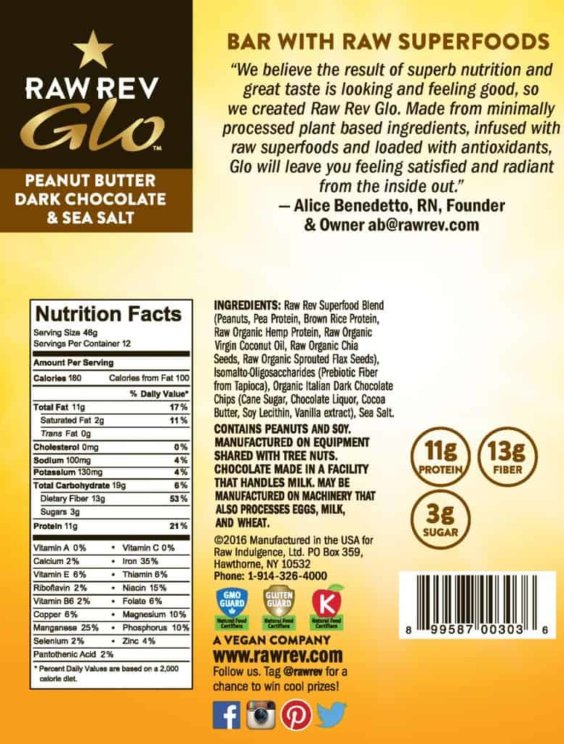 RAW REV
Glo™
PEANUT BUTTER
DARK CHOCOLATE
& SEA SALT
BAR WITH RAW SUPERFOODS
“We believe the result of superb nutrition and
great taste is looking and feeling good, so
we created Raw Rev Glo. Made from minimally
processed plant based ingredients, infused with
raw superfoods and loaded with antioxidants,
Glo will leave you feeling satisfied and radiant
from the inside out.”
— Alice Benedetto, RN, Founder
& Owner ab@rawrev.com
Nutrition Facts
Serving Size 46g
Servings Per Container 12
Amount Per Serving
Calories 180 Calories from Fat 100
% Daily Value*
Total Fat 11g 17%
Saturated Fat 2g 11%
Trans Fat 0g
Cholesterol 0mg 0%
Sodium 100mg 4%
Potassium 130mg 4%
Total Carbohydrate 19g 6%
Dietary Fiber 13g 53%
Sugars 3g
Protein 11g 21%
Vitamin A 0% • Vitamin C 0%
Calcium 2% • Iron 35%
Vitamin E 6% • Thiamin 6%
Riboflavin 2% • Niacin 15%
Vitamin B6 2% • Folate 6%
Copper 6% • Magnesium 10%
Manganese 25% • Phosphorus 10%
Selenium 2% • Zinc 4%
Pantothenic Acid 2%
* Percent Daily Values are based on a 2,000
calorie diet.
INGREDIENTS: Raw Rev Superfood Blend
(Peanuts, Pea Protein, Brown Rice Protein,
Raw Organic Hemp Protein, Raw Organic
Virgin Coconut Oil, Raw Organic Chia
Seeds, Raw Organic Sprouted Flax Seeds),
Isomalto-Oligosaccharides (Prebiotic Fiber
from Tapioca), Organic Italian Dark Chocolate
Chips (Cane Sugar, Chocolate Liquor, Cocoa
Butter, Soy Lecithin, Vanilla extract), Sea Salt.
CONTAINS PEANUTS AND SOY.
MANUFACTURED ON EQUIPMENT
SHARED WITH TREE NUTS.
CHOCOLATE MADE IN A FACILITY
THAT HANDLES MILK. MAY BE
MANUFACTURED ON MACHINERY THAT
ALSO PROCESSES EGGS, MILK,
AND WHEAT.
©2016 Manufactured in the USA for
Raw Indulgence, Ltd. PO Box 359,
Hawthorne, NY 10532
Phone: 1-914-326-4000
GMO
GUARD
Natural Food
Certifiers
GLUTEN
GUARD
Natural Food
Certifiers
K
Natural Food
Certifiers
A VEGAN COMPANY
www.rawrev.com
Follow us. Tag @rawrev for a
chance to win cool prizes!
11g
PROTEIN
13g
FIBER
3g
SUGAR
8 99587 00303 6